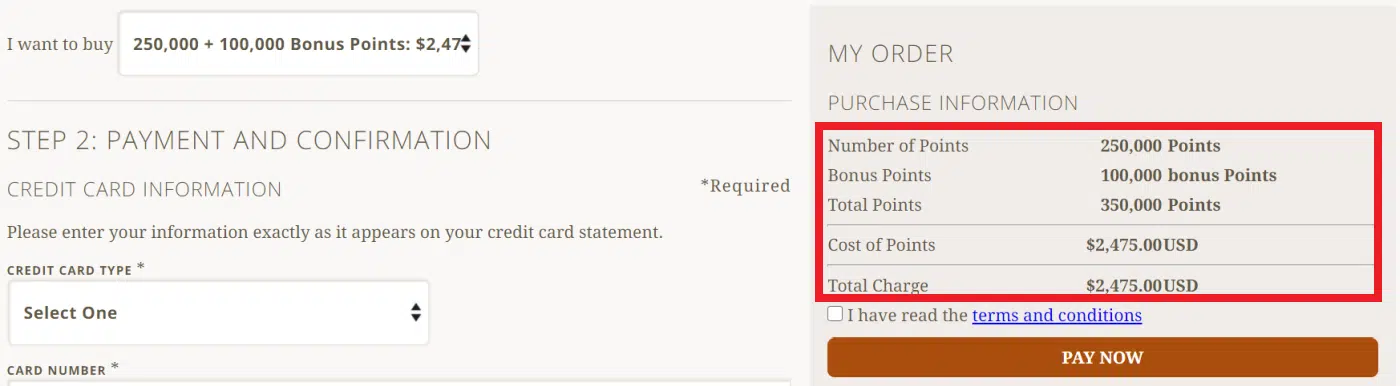 I want to buy 250,000 + 100,000 Bonus Points: $2,47
STEP 2: PAYMENT AND CONFIRMATION
CREDIT CARD INFORMATION
*Required
Please enter your information exactly as it appears on your credit card statement.
CREDIT CARD TYPE *
Select One
CARD NUMBER *
MY ORDER
PURCHASE INFORMATION
Number of Points 250,000 Points
Bonus Points 100,000 bonus Points
Total Points 350,000 Points
Cost of Points $2,475.00USD
Total Charge $2,475.00USD
I have read the terms and conditions
PAY NOW